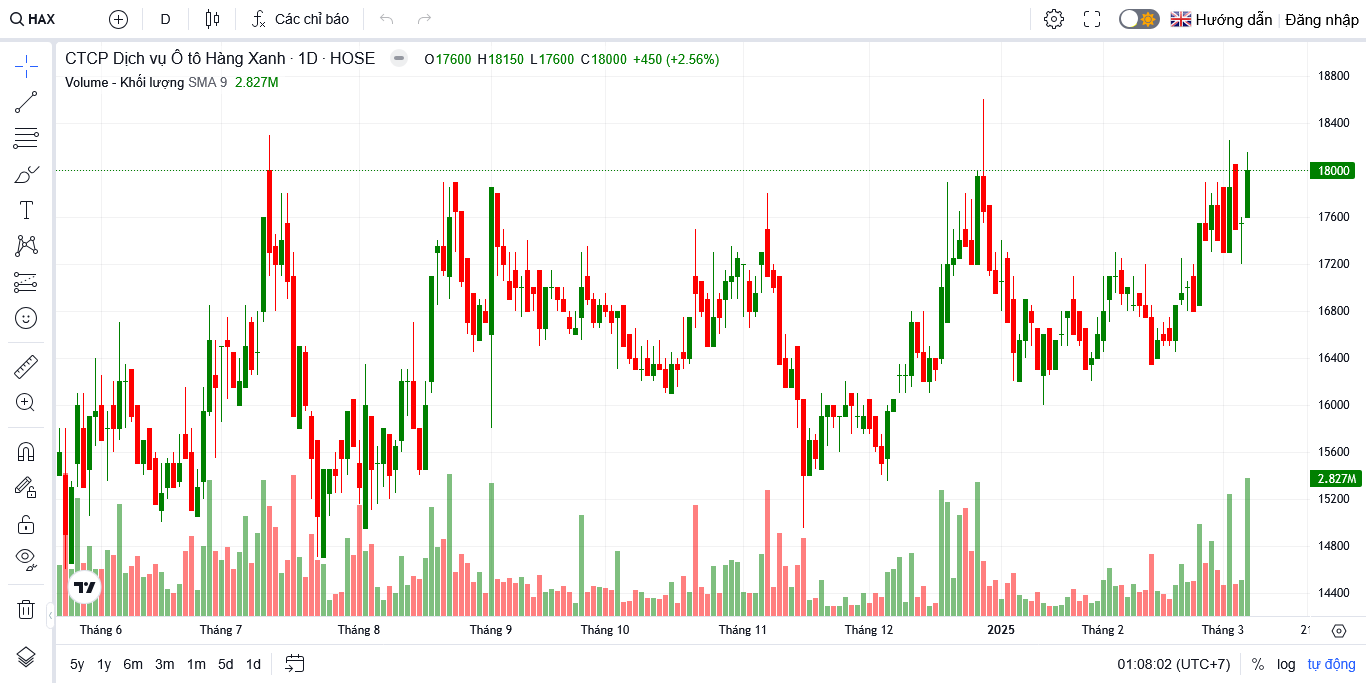 HAX D Các chỉ báo Hướng dẫn Đăng nhập
CTCP Dịch vụ Ô tô Hàng Xanh · 1D · HOSE O17600 H18150 L17600 C18000 +450 (+2.56%)
Volume - Khối lượng SMA 9 2.827M
18800
18400
18000
17600
17200
16800
16400
16000
15600
2.827M
15200
14800
14400
Tháng 6 Tháng 7 Tháng 8 Tháng 9 Tháng 10 Tháng 11 Tháng 12 2025 Tháng 2 Tháng 3 21
5y 1y 6m 3m 1m 5d 1d 01:08:02 (UTC+7) % log tự động